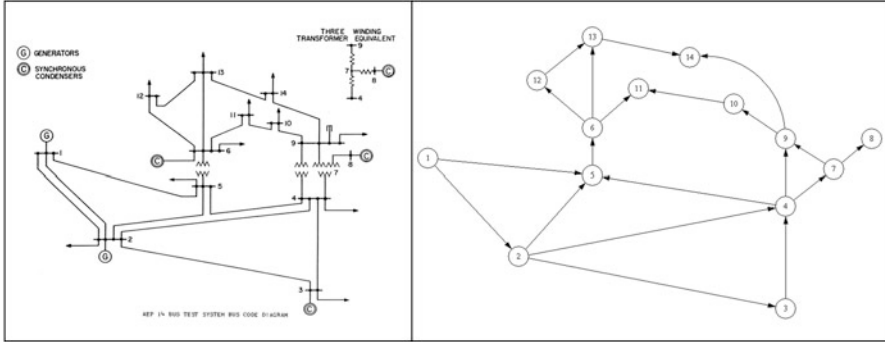 THREE WINDING
TRANSFORMER EQUIVALENT
G GENERATORS
C SYNCHRONOUS
CONDENSERS
9
7
C
8
4
13
14
12
11
10
9
C
6
8
C
7
G
1
5
4
2
G
3
C
AEP 14 BUS TEST SYSTEM BUS CODE DIAGRAM
13
14
12
11
10
6
9
8
1
7
5
4
2
3